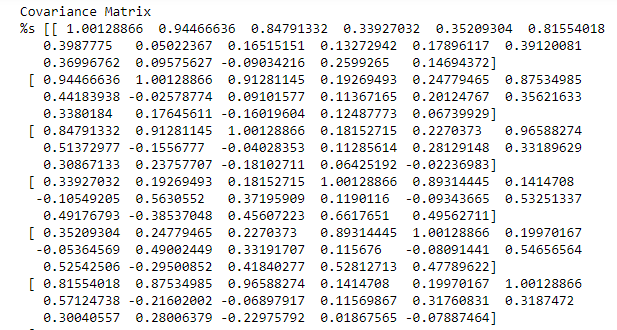 Covariance Matrix
%s [[ 1.00128866 0.94466636 0.84791332 0.33927032 0.35209304 0.81554018
0.3987775 0.05022367 0.16515151 0.13272942 0.17896117 0.39120081
0.36996762 0.09575627 -0.09034216 0.2599265 0.14694372]
[ 0.94466636 1.00128866 0.91281145 0.19269493 0.24779465 0.87534985
0.44183938 -0.02578774 0.09101577 0.11367165 0.20124767 0.35621633
0.3380184 0.17645611 -0.16019604 0.12487773 0.06739929]
[ 0.84791332 0.91281145 1.00128866 0.18152715 0.2270373 0.96588274
0.51372977 -0.1556777 -0.04028353 0.11285614 0.28129148 0.33189629
0.30867133 0.23757707 -0.18102711 0.06425192 -0.02236983]
[ 0.33927032 0.19269493 0.18152715 1.00128866 0.89314445 0.1414708
-0.10549205 0.5630552 0.37195909 0.1190116 -0.09343665 0.53251337
0.49176793 -0.38537048 0.45607223 0.6617651 0.49562711]
[ 0.35209304 0.24779465 0.2270373 0.89314445 1.00128866 0.19970167
-0.05364569 0.49002449 0.33191707 0.115676 -0.08091441 0.54656564
0.52542506 -0.29500852 0.41840277 0.52812713 0.47789622]
[ 0.81554018 0.87534985 0.96588274 0.1414708 0.19970167 1.00128866
0.57124738 -0.21602002 -0.06897917 0.11569867 0.31760831 0.3187472
0.30040557 0.28006379 -0.22975792 0.01867565 -0.07887464]